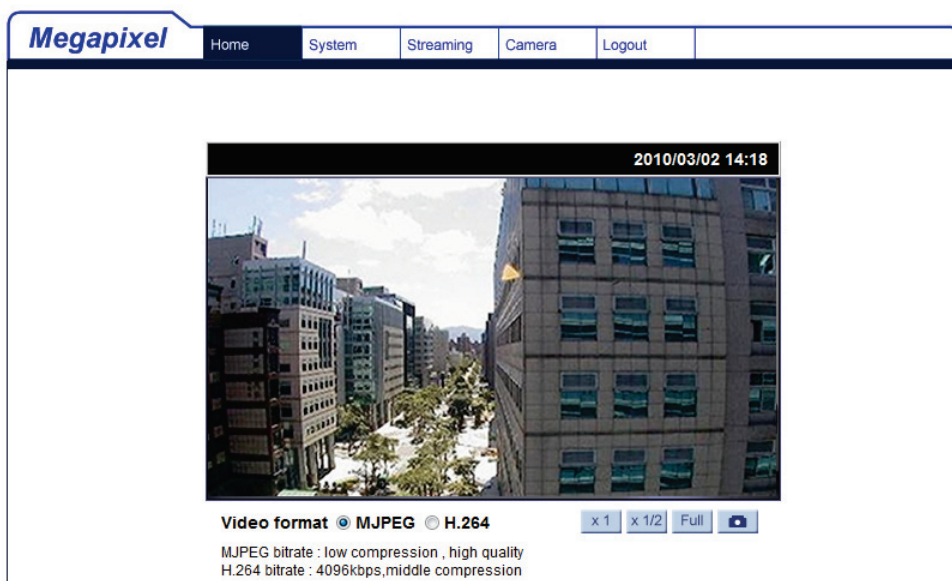 Megapixel
Home System Streaming Camera Logout
2010/03/02 14:18
Video format MJPEG H.264 x 1 x 1/2 Full
MJPEG bitrate : low compression , high quality
H.264 bitrate : 4096kbps,middle compression